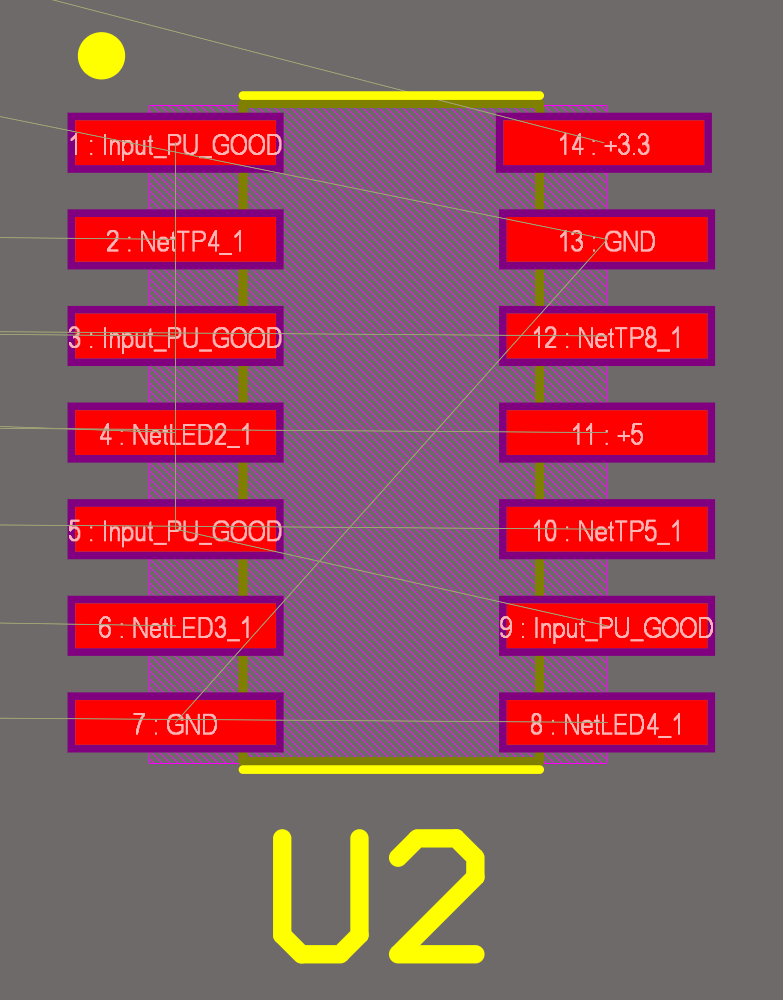 1 : Input_PU_GOOD
14 : +3.3
2 : NetTP4_1
13 : GND
3 : Input_PU_GOOD
12 : NetTP8_1
4 : NetLED2_1
11 : +5
5 : Input_PU_GOOD
10 : NetTP5_1
6 : NetLED3_1
9 : Input_PU_GOOD
7 : GND
8 : NetLED4_1
U2